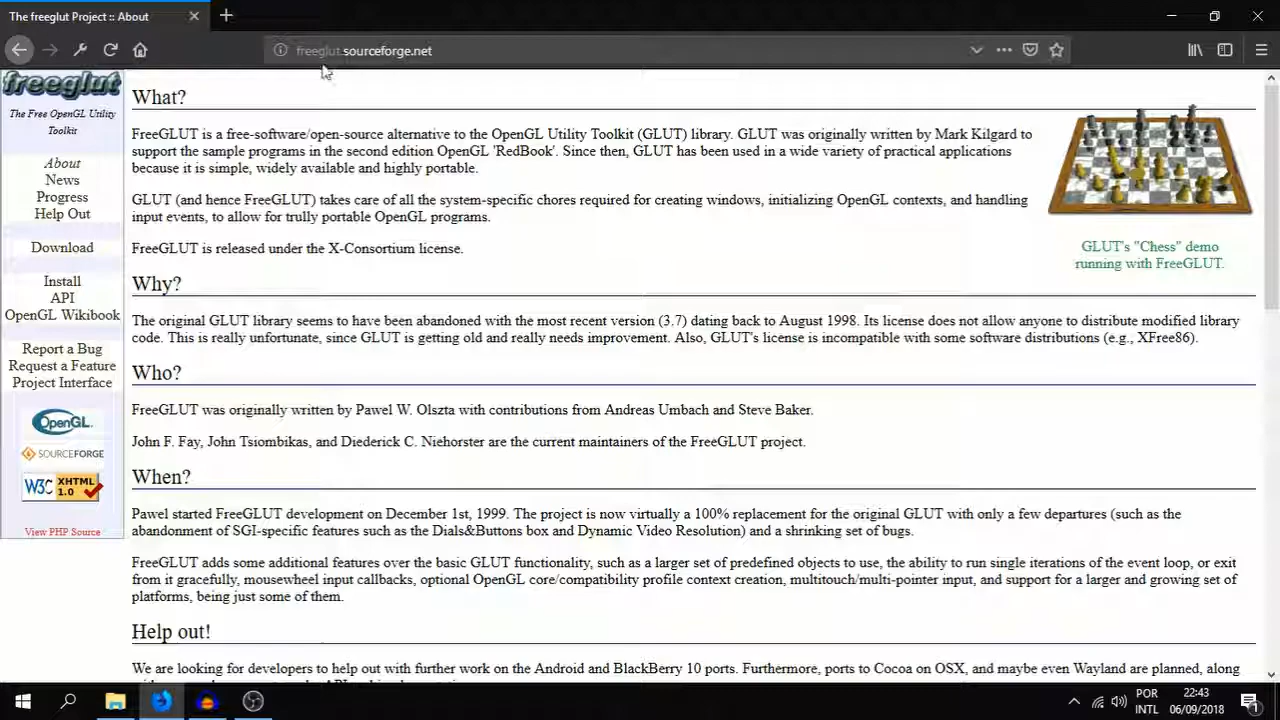 The freeglut Project :: About
freeglut.sourceforge.net
freeglut
The Free OpenGL Utility
Toolkit
About
News
Progress
Help Out
Download
Install
API
OpenGL Wikibook
Report a Bug
Request a Feature
Project Interface
OpenGL.
SOURCEFORGE
W3C XHTML
1.0
View PHP Source
What?
FreeGLUT is a free-software/open-source alternative to the OpenGL Utility Toolkit (GLUT) library. GLUT was originally written by Mark Kilgard to
support the sample programs in the second edition OpenGL 'RedBook'. Since then, GLUT has been used in a wide variety of practical applications
because it is simple, widely available and highly portable.
GLUT (and hence FreeGLUT) takes care of all the system-specific chores required for creating windows, initializing OpenGL contexts, and handling
input events, to allow for trully portable OpenGL programs.
FreeGLUT is released under the X-Consortium license.
GLUT's "Chess" demo
running with FreeGLUT.
Why?
The original GLUT library seems to have been abandoned with the most recent version (3.7) dating back to August 1998. Its license does not allow anyone to distribute modified library
code. This is really unfortunate, since GLUT is getting old and really needs improvement. Also, GLUT's license is incompatible with some software distributions (e.g., XFree86).
Who?
FreeGLUT was originally written by Pawel W. Olszta with contributions from Andreas Umbach and Steve Baker.
John F. Fay, John Tsiombikas, and Diederick C. Niehorster are the current maintainers of the FreeGLUT project.
When?
Pawel started FreeGLUT development on December 1st, 1999. The project is now virtually a 100% replacement for the original GLUT with only a few departures (such as the
abandonment of SGI-specific features such as the Dials&Buttons box and Dynamic Video Resolution) and a shrinking set of bugs.
FreeGLUT adds some additional features over the basic GLUT functionality, such as a larger set of predefined objects to use, the ability to run single iterations of the event loop, or exit
from it gracefully, mousewheel input callbacks, optional OpenGL core/compatibility profile context creation, multitouch/multi-pointer input, and support for a larger and growing set of
platforms, being just some of them.
Help out!
We are looking for developers to help out with further work on the Android and BlackBerry 10 ports. Furthermore, ports to Cocoa on OSX, and maybe even Wayland are planned, along
POR
INTL
22:43
06/09/2018
1